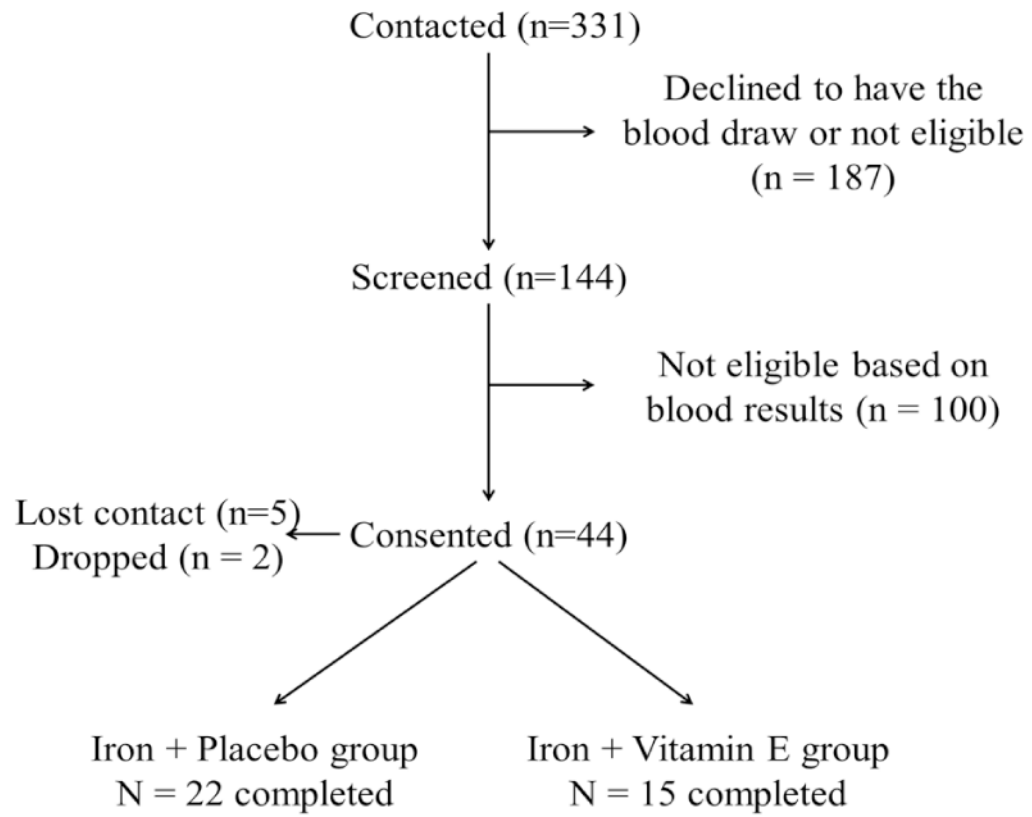 Contacted (n=331)
Declined to have the
blood draw or not eligible
(n = 187)
Screened (n=144)
Not eligible based on
blood results (n = 100)
Lost contact (n=5)
Dropped (n = 2)
Consented (n=44)
Iron + Placebo group
N = 22 completed
Iron + Vitamin E group
N = 15 completed